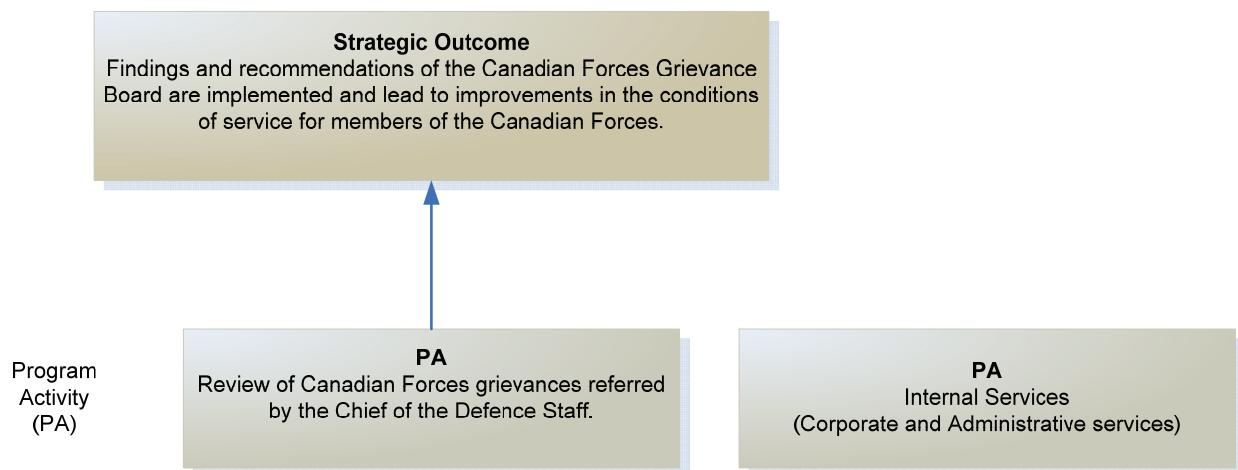 Strategic Outcome
Findings and recommendations of the Canadian Forces Grievance
Board are implemented and lead to improvements in the conditions
of service for members of the Canadian Forces.
Program
Activity
(PA)
PA
Review of Canadian Forces grievances referred
by the Chief of the Defence Staff.
PA
Internal Services
(Corporate and Administrative services)